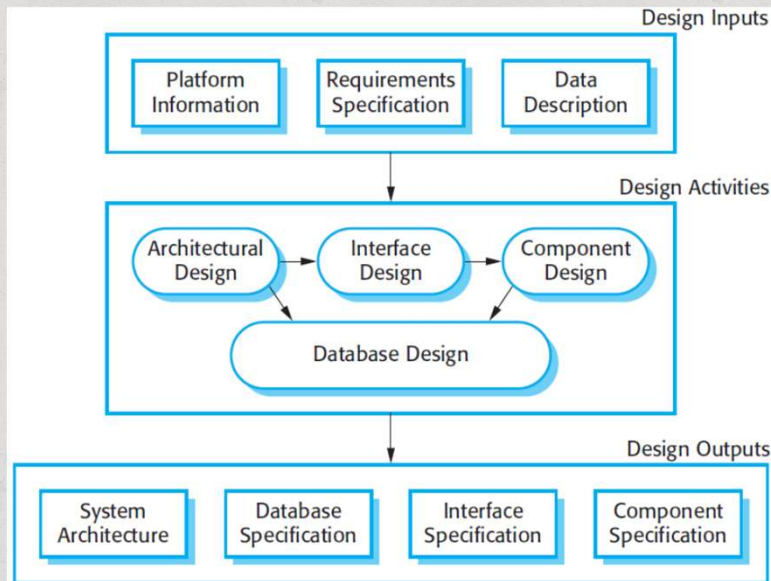 Design Inputs
Platform
Information
Requirements
Specification
Data
Description
Design Activities
Architectural
Design
Interface
Design
Component
Design
Database Design
Design Outputs
System
Architecture
Database
Specification
Interface
Specification
Component
Specification